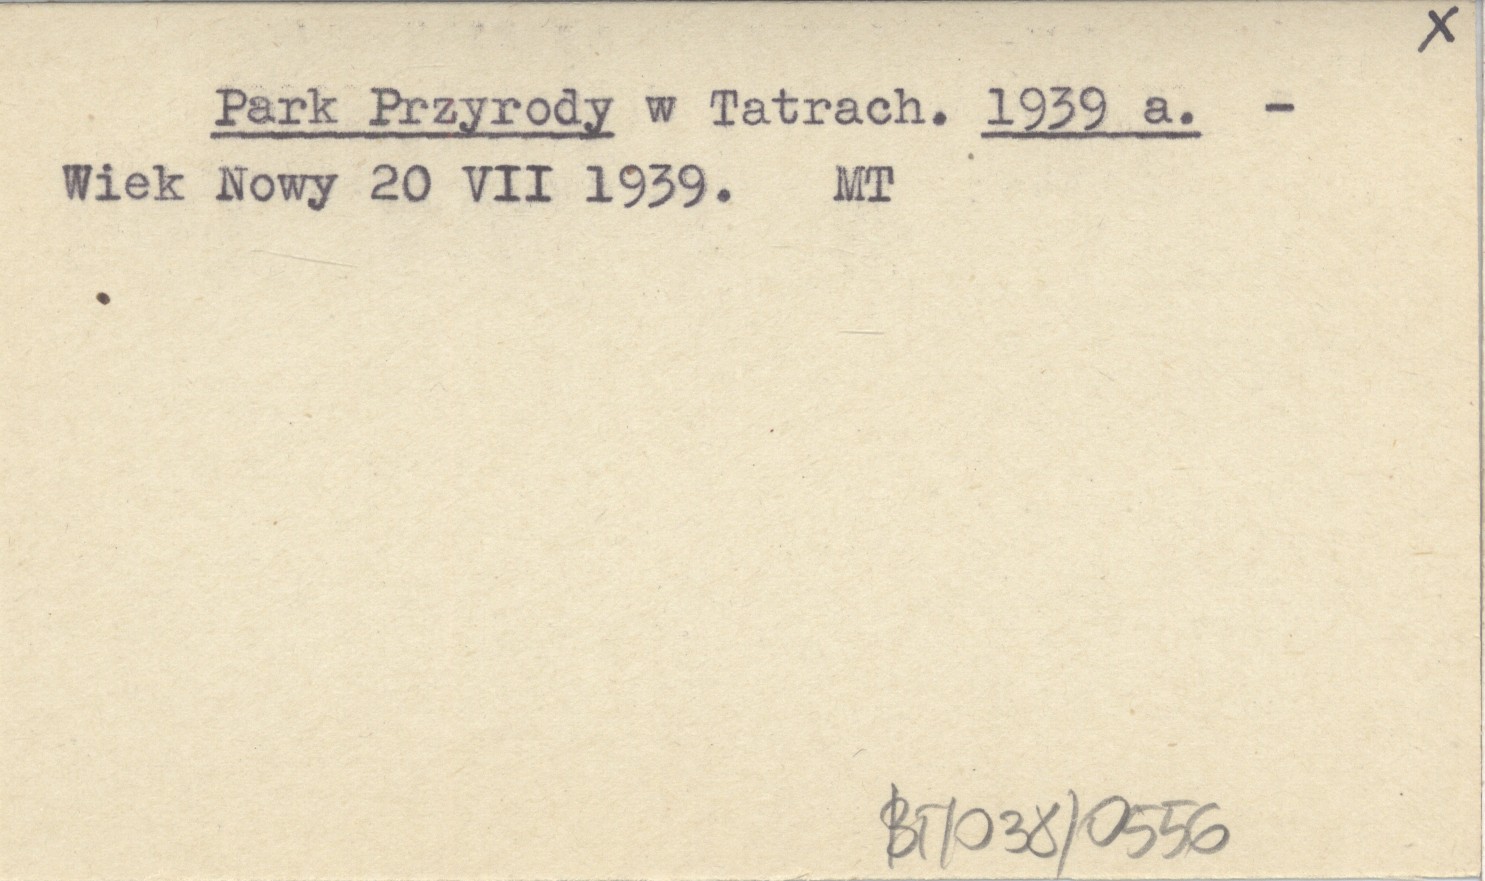 x
Park Przyrody w Tatrach. 1939 a. -
Wiek Nowy 20 VII 1939. MT
BT/038/0556